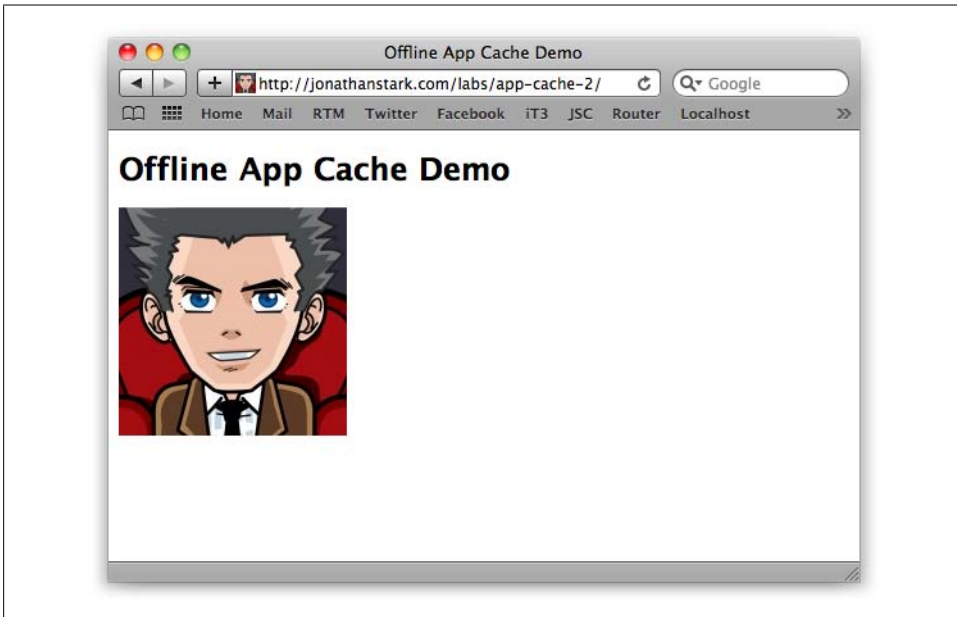 Offline App Cache Demo
http://jonathanstark.com/labs/app-cache-2/
Google
Home Mail RTM Twitter Facebook iT3 JSC Router Localhost
Offline App Cache Demo